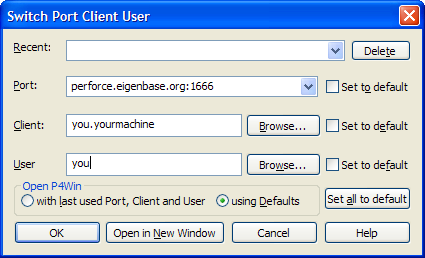 Switch Port Client User
Recent:
Delete
Port: perforce.eigenbase.org:1666 Set to default
Client: you.yourmachine Browse... Set to default
User you Browse... Set to default
Open P4Win
with last used Port, Client and User using Defaults Set all to default
OK Open in New Window Cancel Help